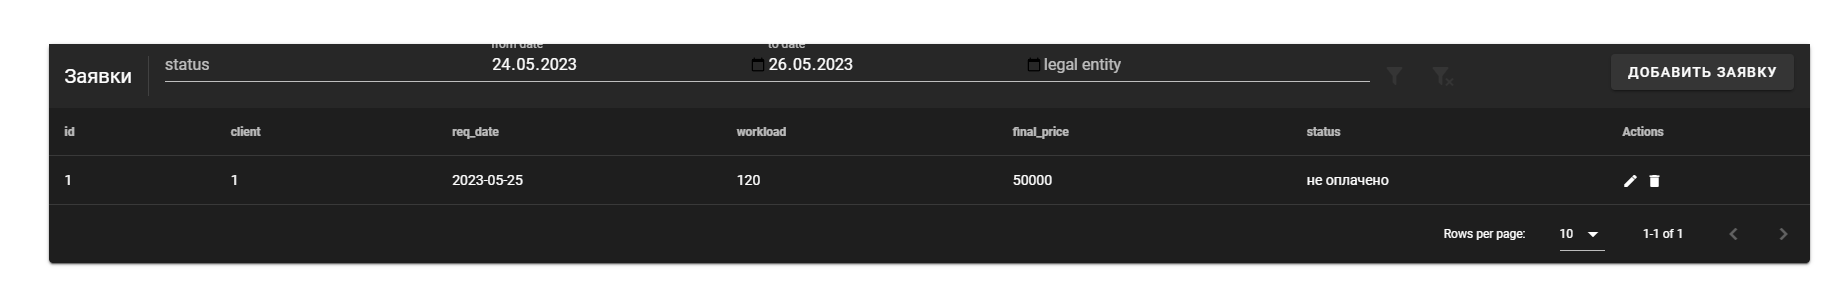 from date to date
Заявки status 24.05.2023 26.05.2023 legal entity ДОБАВИТЬ ЗАЯВКУ
id client req_date workload final_price status Actions
1 1 2023-05-25 120 50000 не оплачено
Rows per page: 10 1-1 of 1